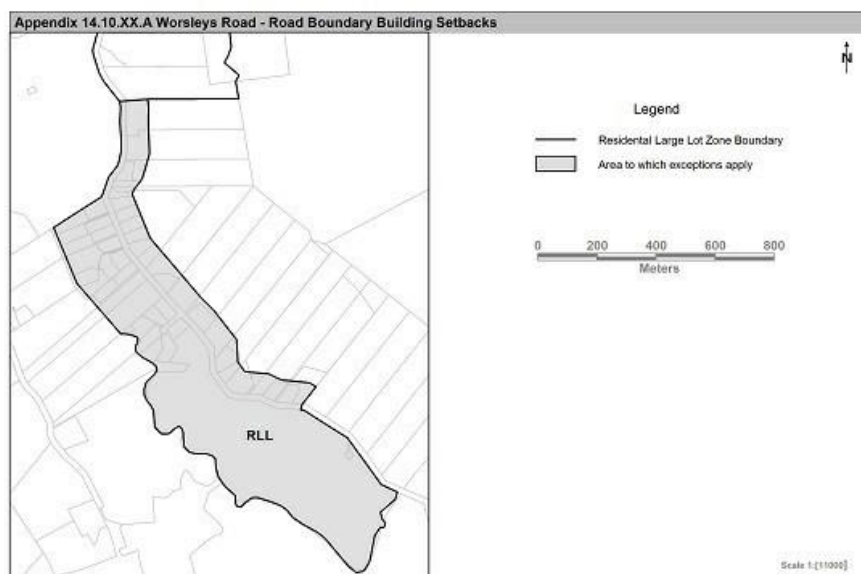 Appendix 14.10.XX.A Worsleys Road - Road Boundary Building Setbacks
N
Legend
Residental Large Lot Zone Boundary
Area to which exceptions apply
0 200 400 600 800
Meters
RLL
Scale 1:[11000]